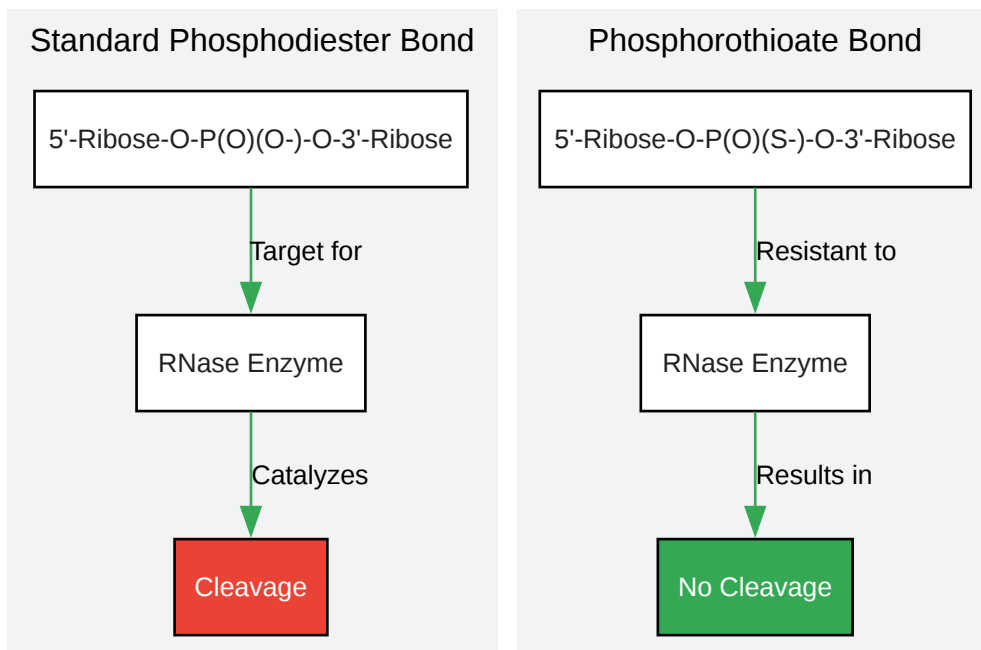 Standard Phosphodiester Bond
5'-Ribose-O-P(O)(O-)-O-3'-Ribose
Target for
RNase Enzyme
Catalyzes
Cleavage
Phosphorothioate Bond
5'-Ribose-O-P(O)(S-)-O-3'-Ribose
Resistant to
RNase Enzyme
Results in
No Cleavage